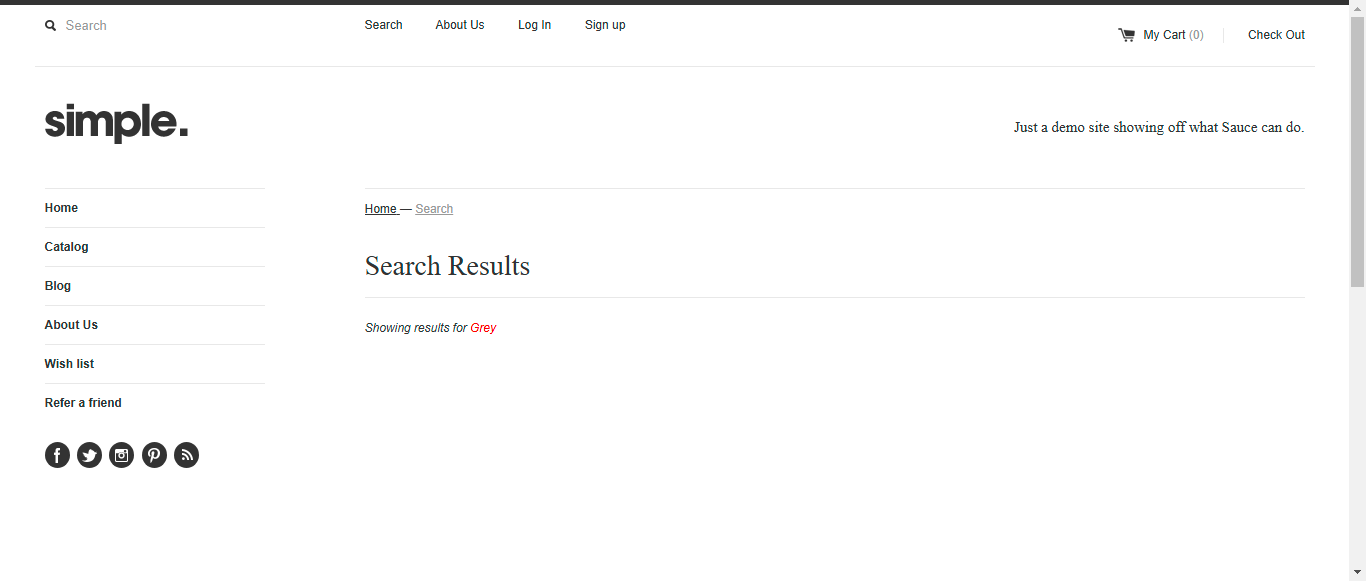 Search
Search About Us Log In Sign up
My Cart (0) Check Out
simple.
Just a demo site showing off what Sauce can do.
Home
Catalog
Blog
About Us
Wish list
Refer a friend
Home — Search
Search Results
Showing results for Grey